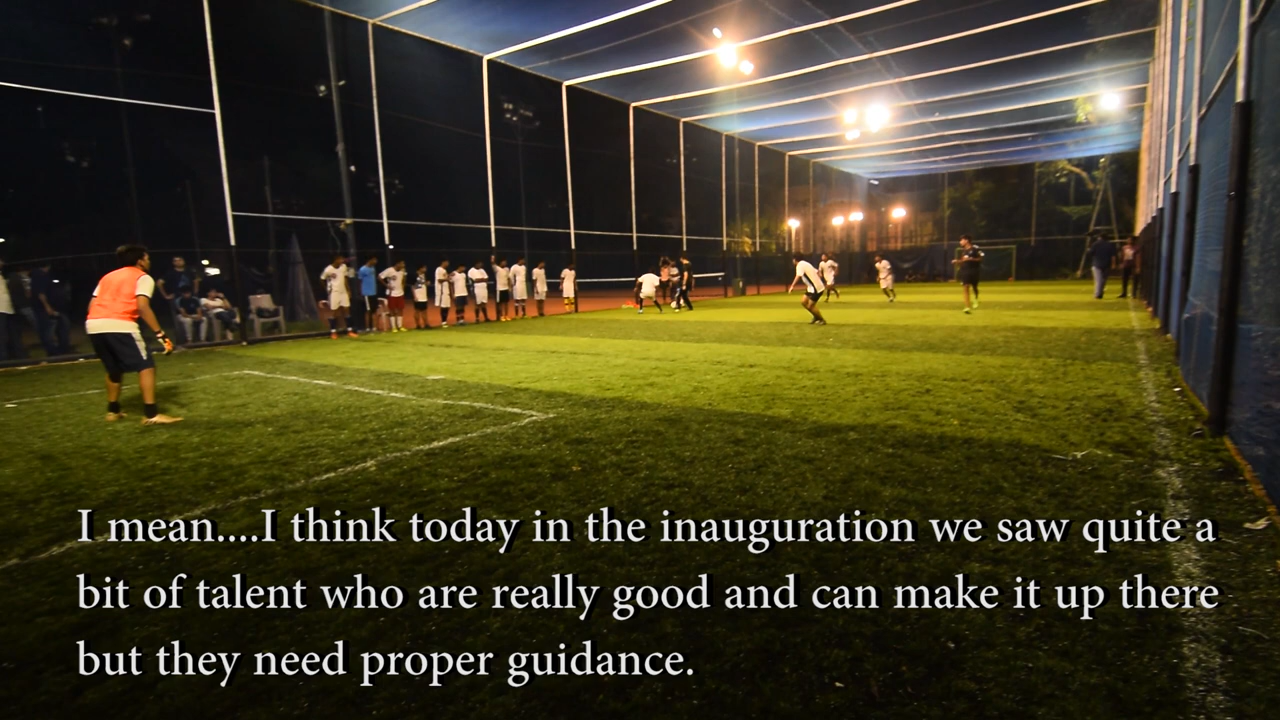 I mean....I think today in the inauguration we saw quite a
bit of talent who are really good and can make it up there
but they need proper guidance.